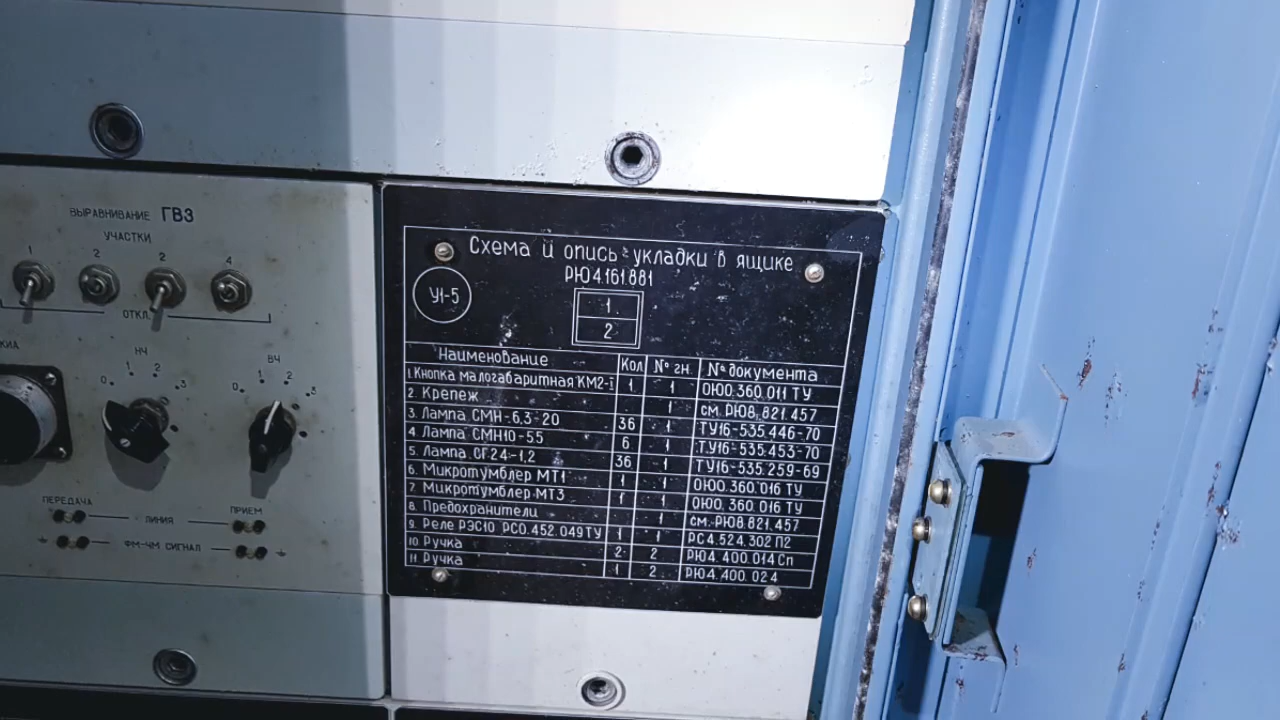 ВЫРАВНИВАНИЕ ГВЗ
УЧАСТКИ
1 2 2 4
ОТКЛ.
КИА
НЧ
0 1 2 3
ВЧ
0 1 2 3
ПЕРЕДАЧА ПРИЕМ
ЛИНИЯ
ФМ-ЧМ СИГНАЛ
Схема и опись укладки в ящике
РЮ4.161.881
У1-5
1
2
Наименование Кол № гн. № документа
1. Кнопка малогабаритная КМ2-I 1 1 ОЮ0.360.011 ТУ
2. Крепеж 1 см. РЮ8.821.457
3. Лампа СМН-6,3-20 36 1 ТУ16-535.446-70
4 Лампа СМН10-55 6 1 ТУ16-535.453-70
5. Лампа СГ24-1,2 36 1 ТУ16-535.259-69
6. Микротумблер МТ1 1 1 ОЮ0.360.016 ТУ
7 Микротумблер МТ3 1 1 ОЮ0.360.016 ТУ
8. Предохранители 1 см. РЮ8.821.457
9. Реле РЭС10 РС0.452.049ТУ 1 1 РС4.524.302 П2
10 Ручка 2 2 РЮ4.400.014 Сп
11 Ручка 1 2 РЮ4.400.024